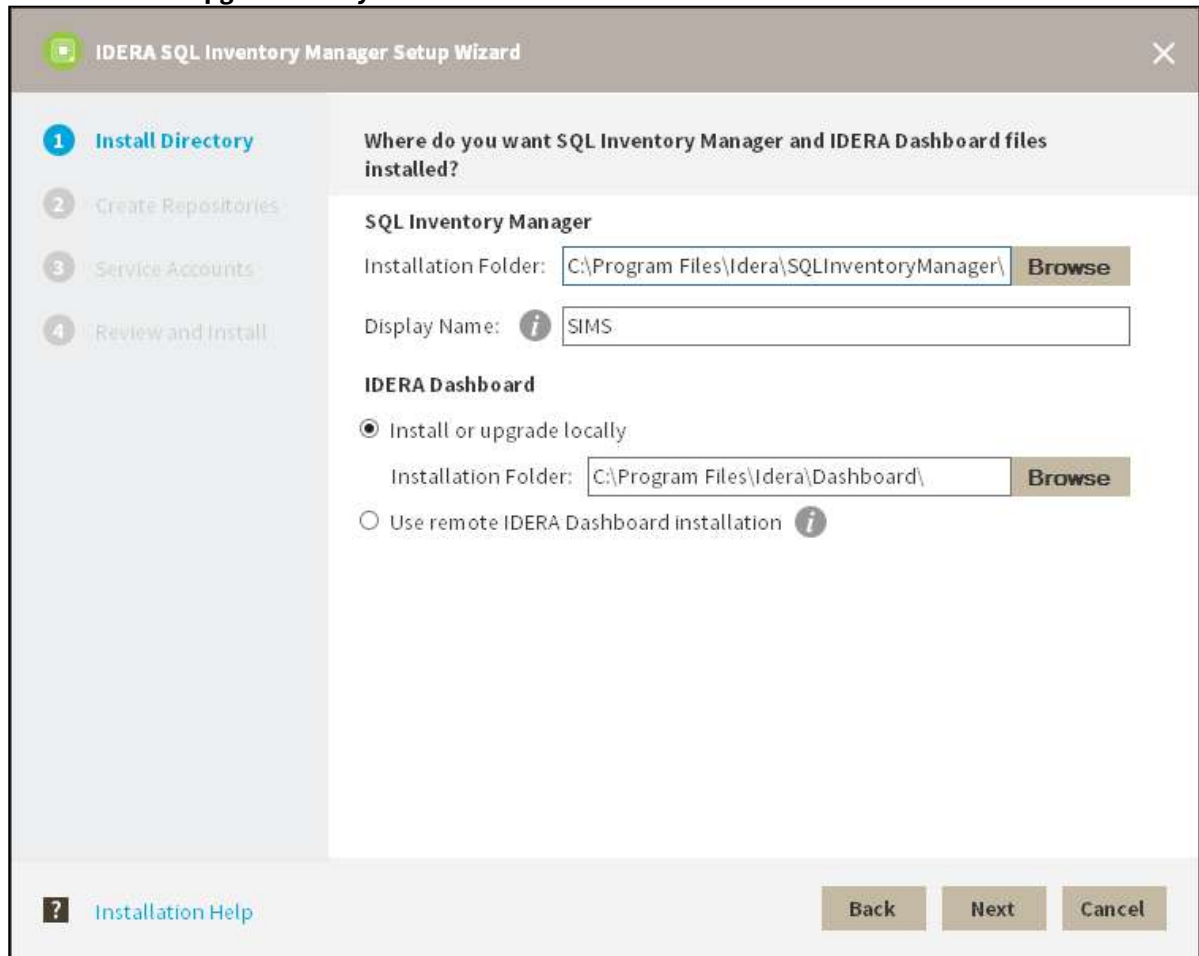 IDERA SQL Inventory Manager Setup Wizard
1 Install Directory
2 Create Repositories
3 Service Accounts
4 Review and Install
Where do you want SQL Inventory Manager and IDERA Dashboard files
installed?
SQL Inventory Manager
Installation Folder: C:\Program Files\Idera\SQLInventoryManager\ Browse
Display Name: i SIMS
IDERA Dashboard
Install or upgrade locally
Installation Folder: C:\Program Files\Idera\Dashboard\ Browse
Use remote IDERA Dashboard installation i
? Installation Help
Back Next Cancel